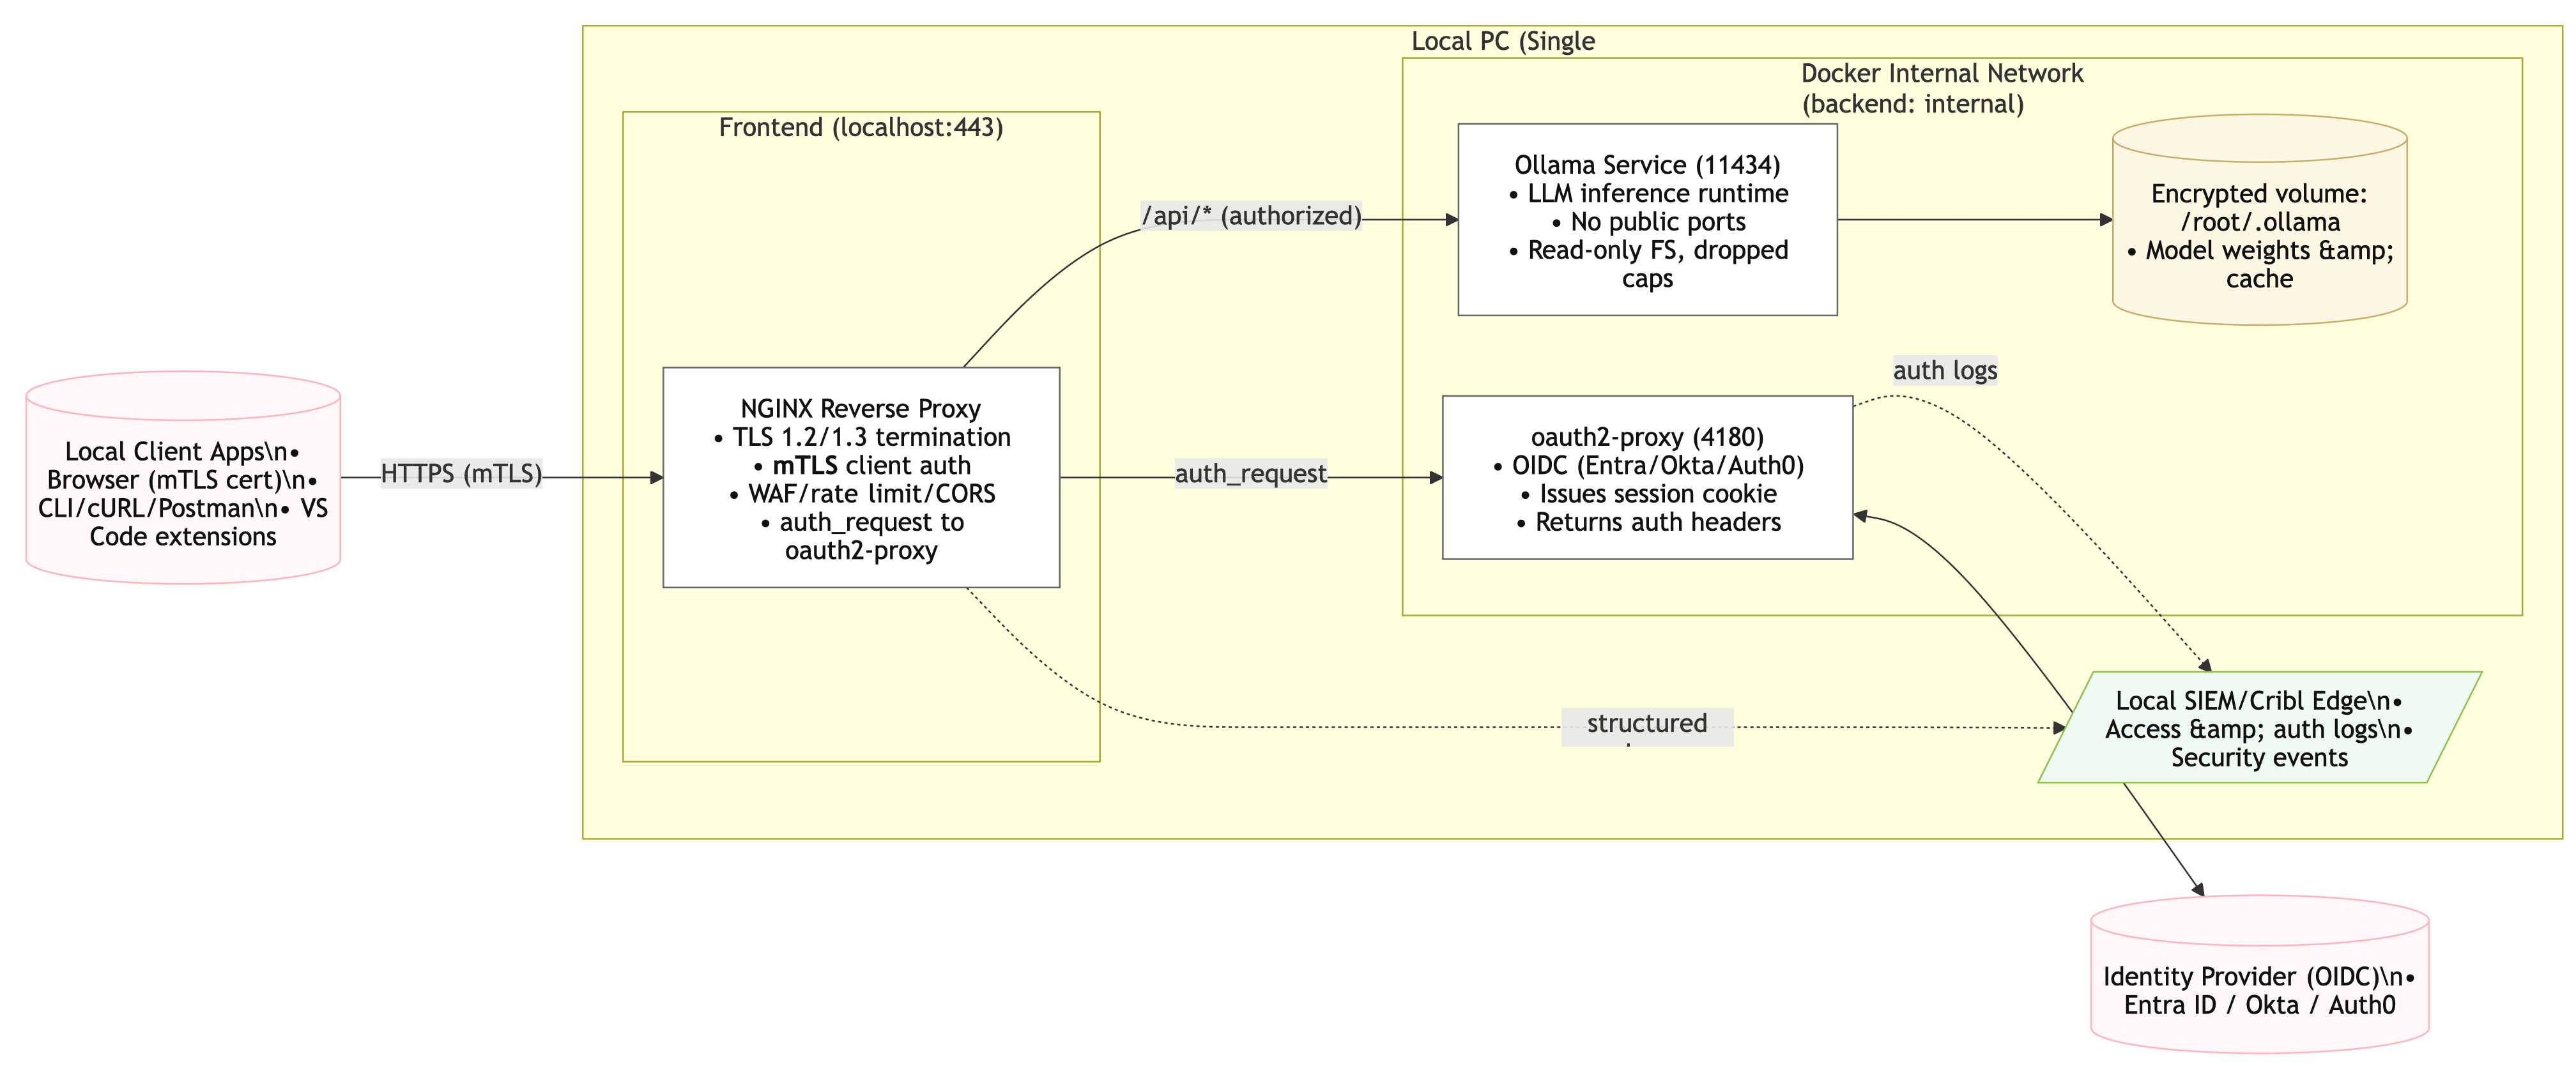 Local PC (Single
Docker Internal Network
(backend: internal)
Frontend (localhost:443)
Ollama Service (11434)
• LLM inference runtime
• No public ports
• Read-only FS, dropped
caps
Encrypted volume:
/root/.ollama
• Model weights &amp;
cache
/api/* (authorized)
auth logs
NGINX Reverse Proxy
• TLS 1.2/1.3 termination
• mTLS client auth
• WAF/rate limit/CORS
• auth_request to
oauth2-proxy
Local Client Apps\n•
Browser (mTLS cert)\n•
CLI/cURL/Postman\n• VS
Code extensions
HTTPS (mTLS)
auth_request
oauth2-proxy (4180)
• OIDC (Entra/Okta/Auth0)
• Issues session cookie
• Returns auth headers
structured
Local SIEM/Cribl Edge\n•
Access &amp; auth logs\n•
Security events
Identity Provider (OIDC)\n•
Entra ID / Okta / Auth0